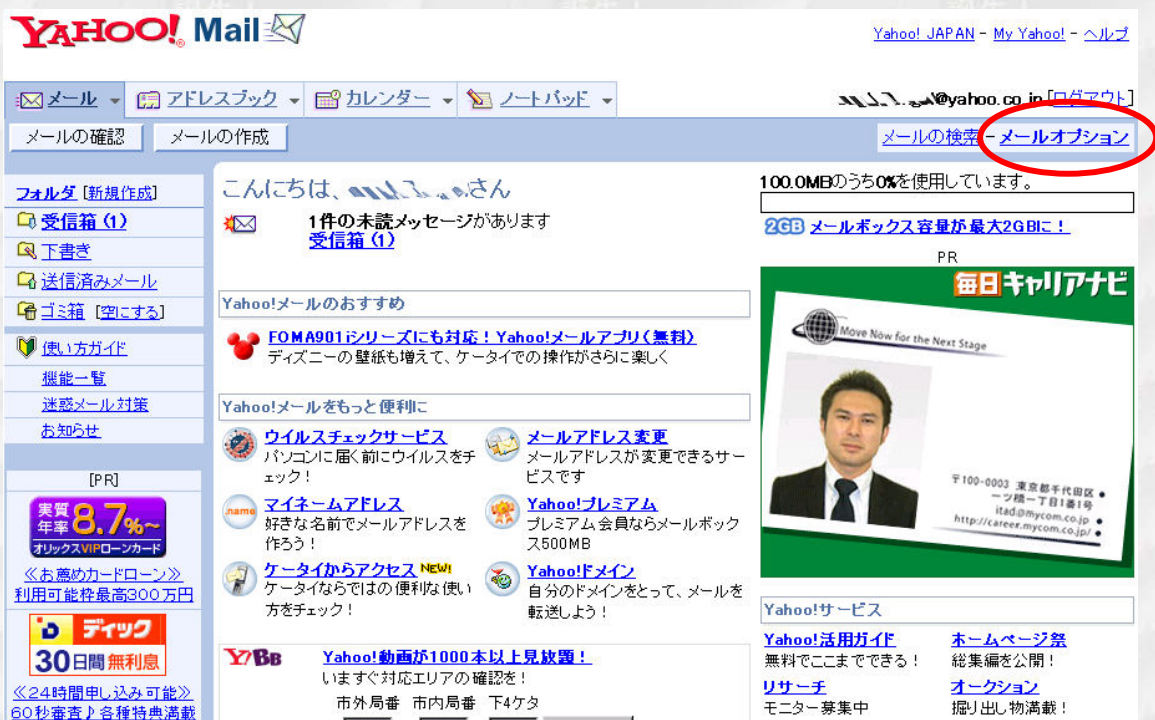 YAHOO! Mail
Yahoo! JAPAN - My Yahoo! - ヘルプ
メール アドレスブック カレンダー ノートパッド
@yahoo.co.jp [ログアウト]
メールの確認 メールの作成
メールの検索 - メールオプション
フォルダ [新規作成]
受信箱 (1)
下書き
送信済みメール
ゴミ箱 [空にする]
使い方ガイド
機能一覧
迷惑メール対策
お知らせ
[PR]
実質
年率 8.7%~
オリックスVIPローンカード
≪お薦めカードローン≫
利用可能枠最高300万円
ディック
30日間無利息
≪24時間申し込み可能≫
60秒審査♪各種特典満載
こんにちは、
さん
1件の未読メッセージがあります
受信箱 (1)
Yahoo!メールのおすすめ
FOMA901iシリーズにも対応！Yahoo!メールアプリ(無料)
ディズニーの壁紙も増えて、ケータイでの操作がさらに楽しく
Yahoo!メールをもっと便利に
ウイルスチェックサービス
パソコンに届く前にウイルスをチ
ェック！
メールアドレス変更
メールアドレスが変更できるサー
ビスです
.name
マイネームアドレス
好きな名前でメールアドレスを
作ろう！
Yahoo!プレミアム
プレミアム会員ならメールボック
ス500MB
ケータイからアクセス NEW!
ケータイならではの便利な使い
方をチェック！
Yahoo!ドメイン
自分のドメインをとって、メールを
転送しよう！
Y!BB
Yahoo!動画が1000本以上見放題！
いますぐ対応エリアの確認を！
市外局番 市内局番 下4ケタ
100.0MBのうち0%を使用しています。
2GB メールボックス容量が最大2GBに！
PR
毎日キャリアナビ
Move Now for the Next Stage
〒100-0003 東京都千代田区
一ツ橋一丁目1番1号
itad@mycom.co.jp
http://career.mycom.co.jp/
Yahoo!サービス
Yahoo!活用ガイド
無料でここまでできる！
ホームページ祭
総集編を公開！
リサーチ
モニター募集中
オークション
掘り出し物満載！